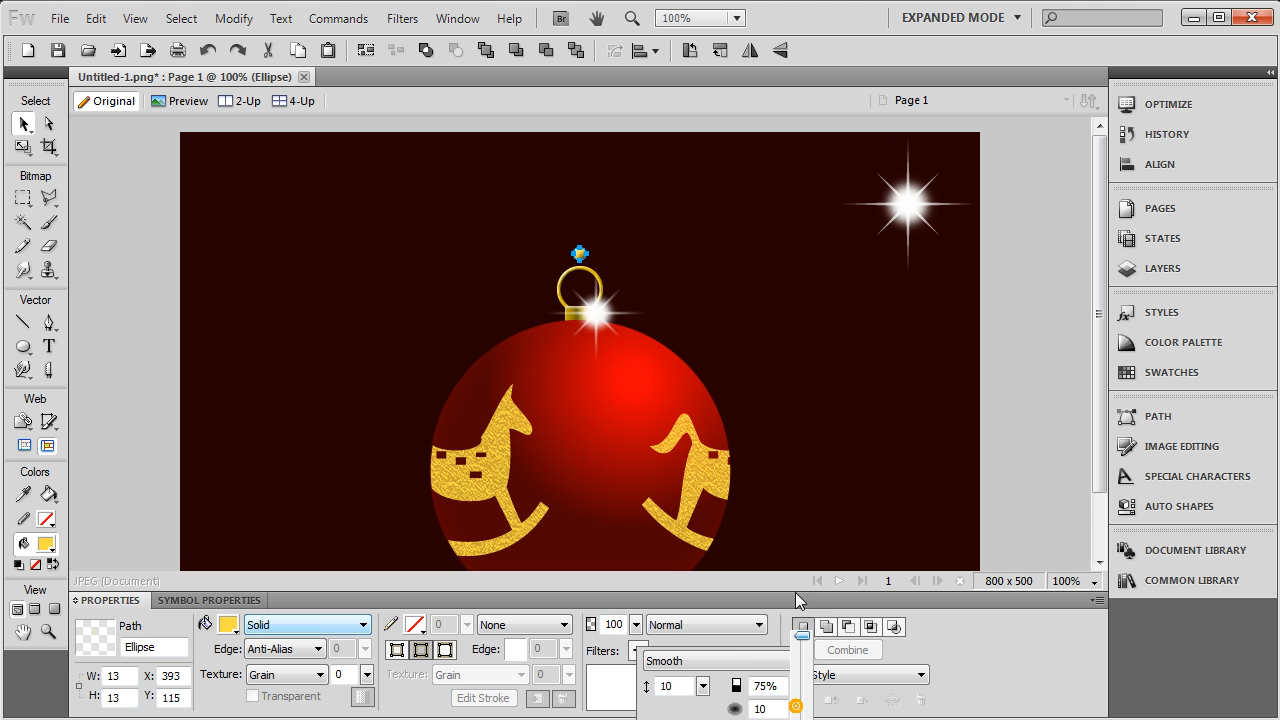 Fw File Edit View Select Modify Text Commands Filters Window Help Br 100% EXPANDED MODE
Untitled-1.png* : Page 1 @ 100% (Ellipse)
Original Preview 2-Up 4-Up Page 1
Select
Bitmap
Vector
T
Web
Colors
View
OPTIMIZE
HISTORY
ALIGN
PAGES
STATES
LAYERS
STYLES
COLOR PALETTE
SWATCHES
PATH
IMAGE EDITING
SPECIAL CHARACTERS
AUTO SHAPES
DOCUMENT LIBRARY
COMMON LIBRARY
JPEG (Document) 1 800 x 500 100%
PROPERTIES SYMBOL PROPERTIES
Path Solid 0 None 100 Normal
Ellipse Edge: Anti-Alias 0 Edge: 0 Filters: Combine
W: 13 X: 393 Texture: Grain 0 Texture: Grain 0 Smooth Style
H: 13 Y: 115 Transparent Edit Stroke 10 75%
10